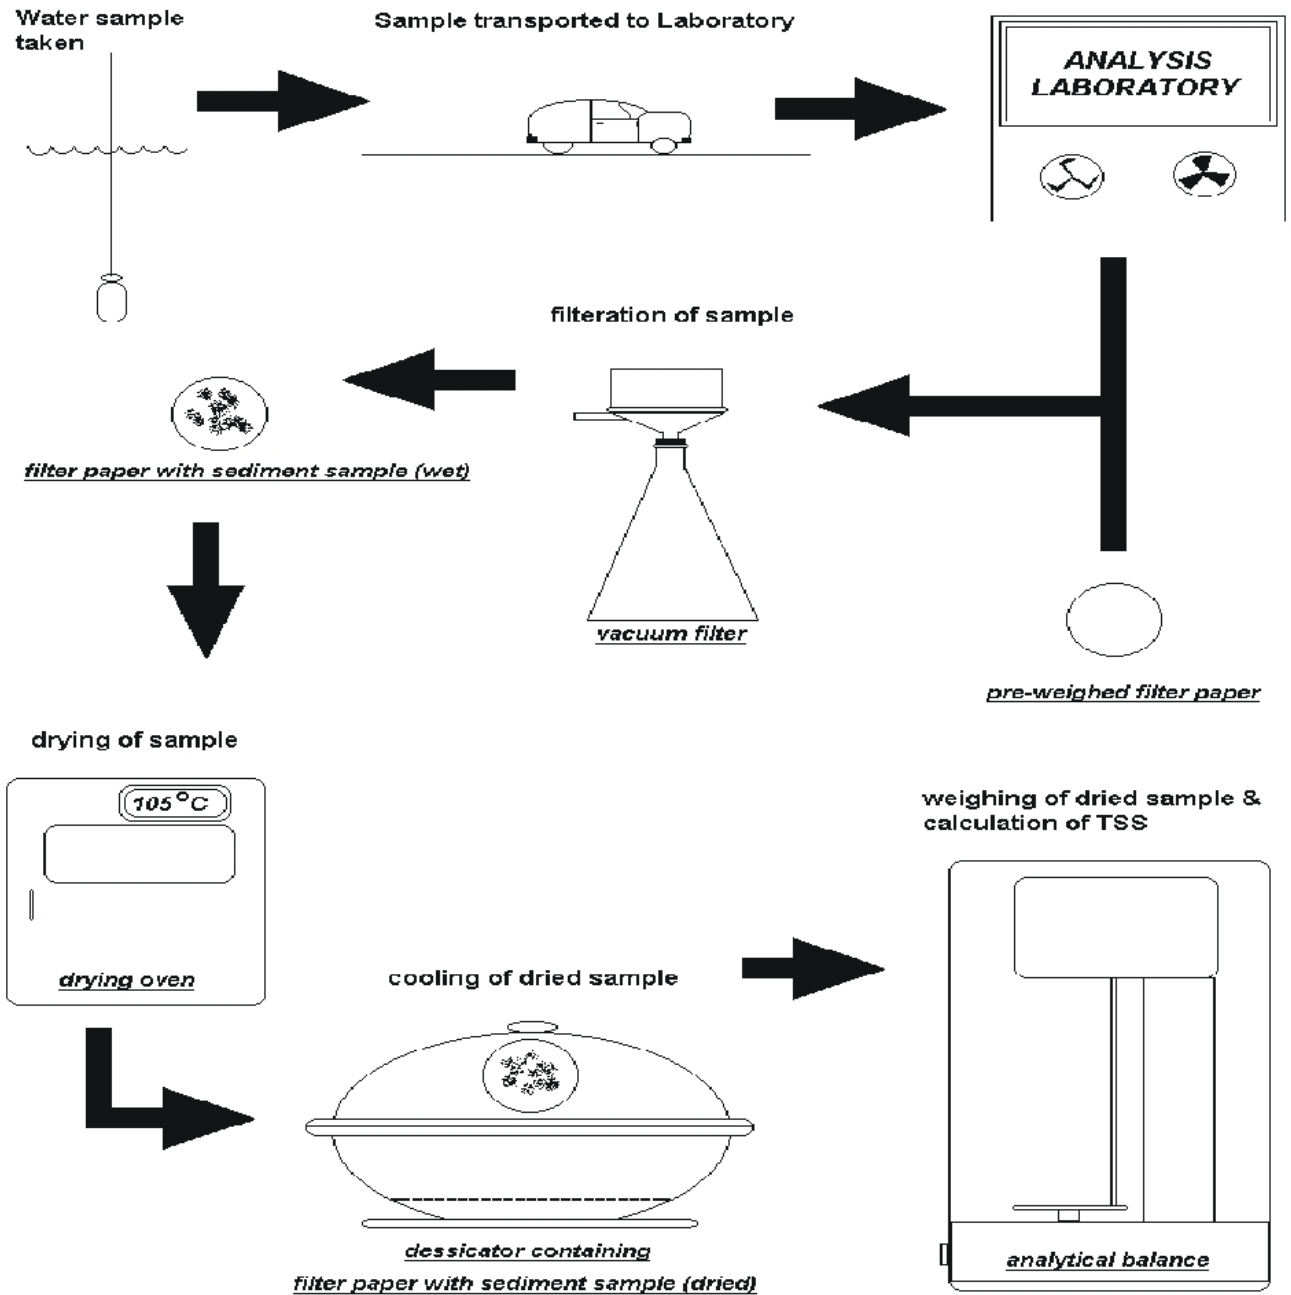 Water sample
taken
Sample transported to Laboratory
ANALYSIS
LABORATORY
filteration of sample
filter paper with sediment sample (wet)
vacuum filter
pre-weighed filter paper
drying of sample
105°C
drying oven
weighing of dried sample &
calculation of TSS
cooling of dried sample
dessicator containing
filter paper with sediment sample (dried)
analytical balance